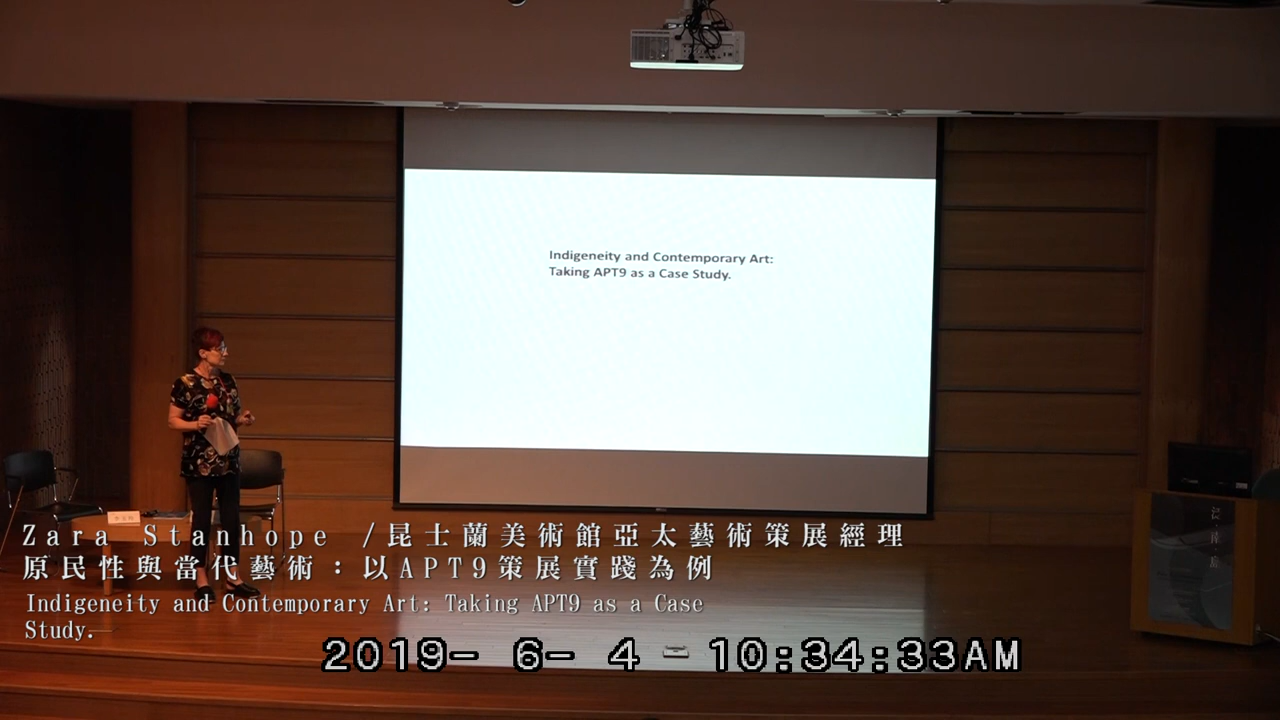 Indigeneity and Contemporary Art:
Taking APT9 as a Case Study.
Zara Stanhope /昆士蘭美術館亞太藝術策展經理
原民性與當代藝術：以APT9策展實踐為例
Indigeneity and Contemporary Art: Taking APT9 as a Case
Study.
2019- 6- 4 - 10:34:33AM